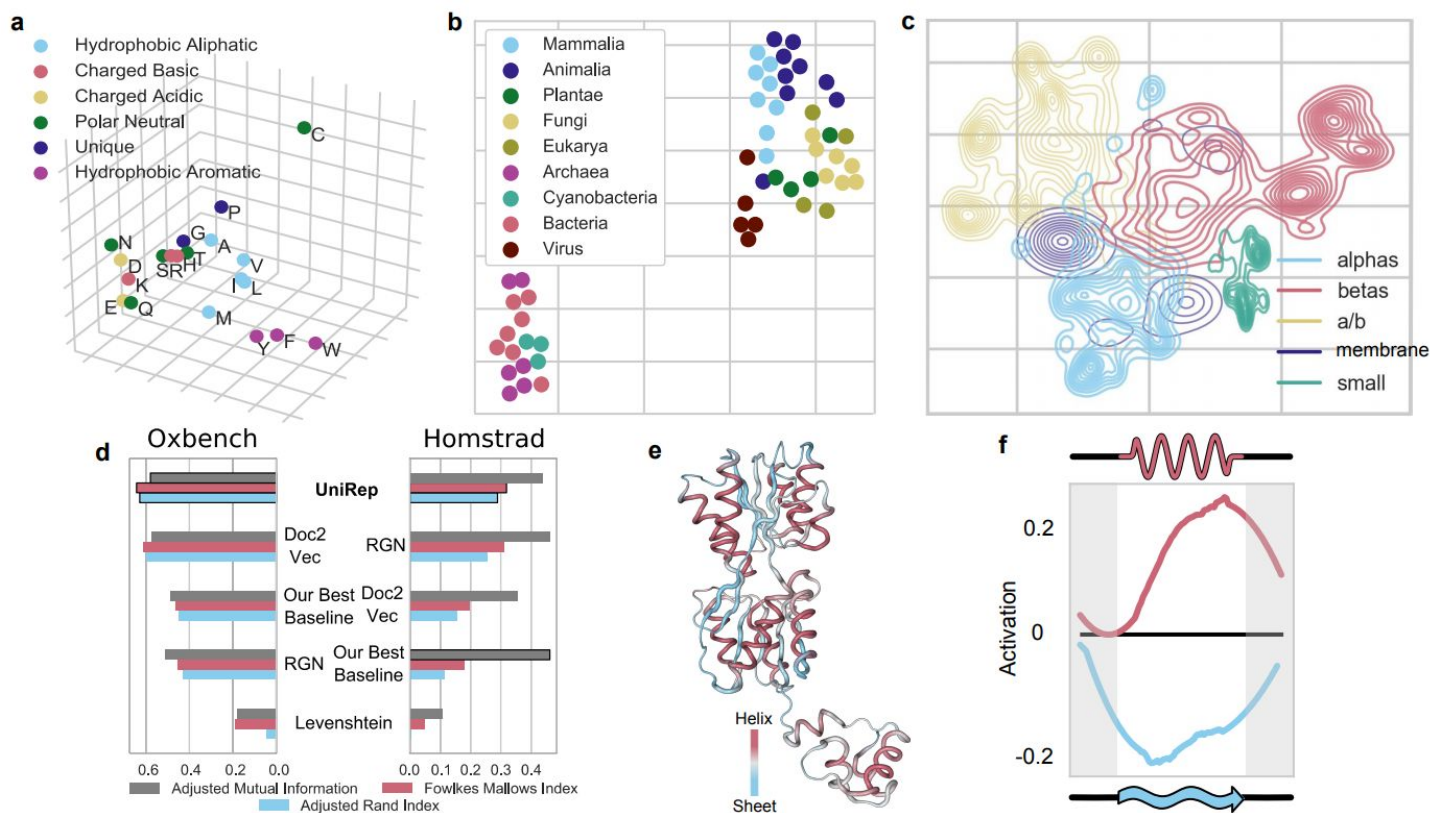 a
Hydrophobic Aliphatic
Charged Basic
Charged Acidic
Polar Neutral
Unique
Hydrophobic Aromatic
C
P
N
G
A
D
S R H T
V
K
I L
E Q
M
Y F W
b
Mammalia
Animalia
Plantae
Fungi
Eukarya
Archaea
Cyanobacteria
Bacteria
Virus
c
alphas
betas
a/b
membrane
small
d
Oxbench
Homstrad
UniRep
Doc2
Vec
RGN
Our Best
Baseline
Doc2
Vec
RGN
Our Best
Baseline
Levenshtein
0.6 0.4 0.2 0.0
0.0 0.1 0.2 0.3 0.4
Adjusted Mutual Information
Fowlkes Mallows Index
Adjusted Rand Index
e
Helix
Sheet
f
Activation
0.2
0
-0.2